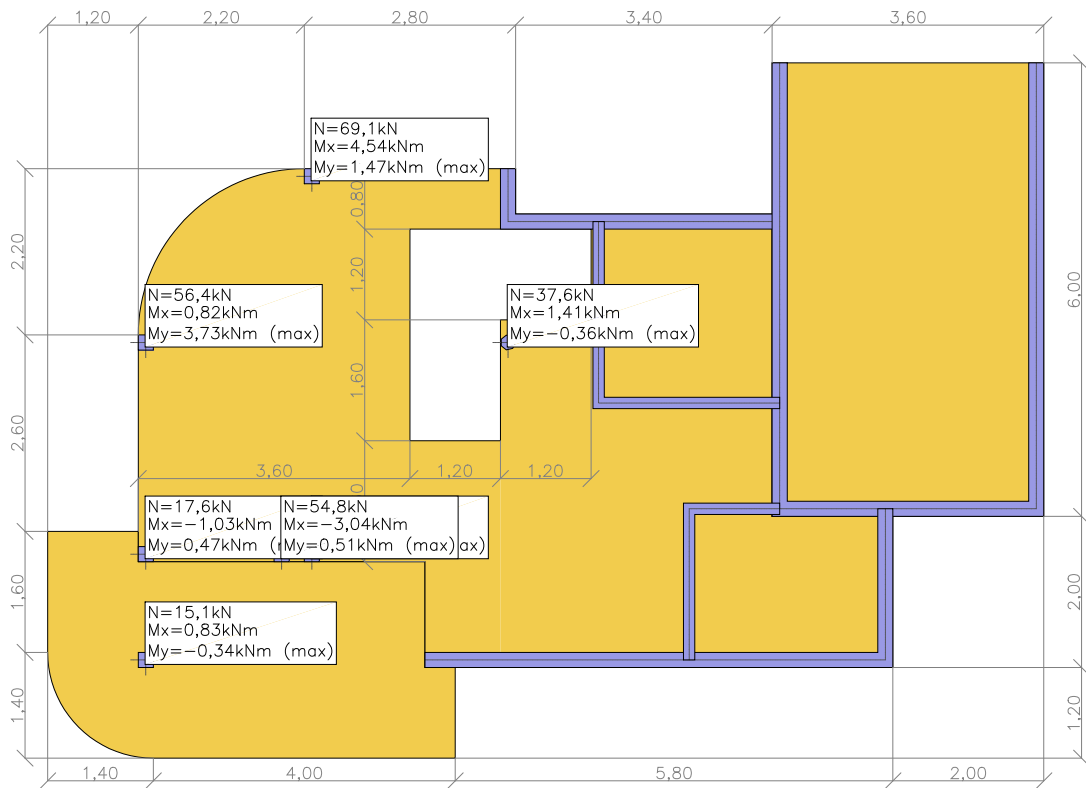 1,20
2,20
2,80
3,40
3,60
N=69,1kN
Mx=4,54kNm
My=1,47kNm (max)
0,80
2,20
1,20
6,00
N=56,4kN
Mx=0,82kNm
My=3,73kNm (max)
N=37,6kN
Mx=1,41kNm
My=−0,36kNm (max)
1,60
2,60
3,60
1,20
1,20
0
N=17,6kN
Mx=−1,03kNm
My=0,47kNm
N=54,8kN
Mx=−3,04kNm
My=0,51kNm (max)
ax)
1,60
2,00
N=15,1kN
Mx=0,83kNm
My=−0,34kNm (max)
1,40
1,20
1,40
4,00
5,80
2,00